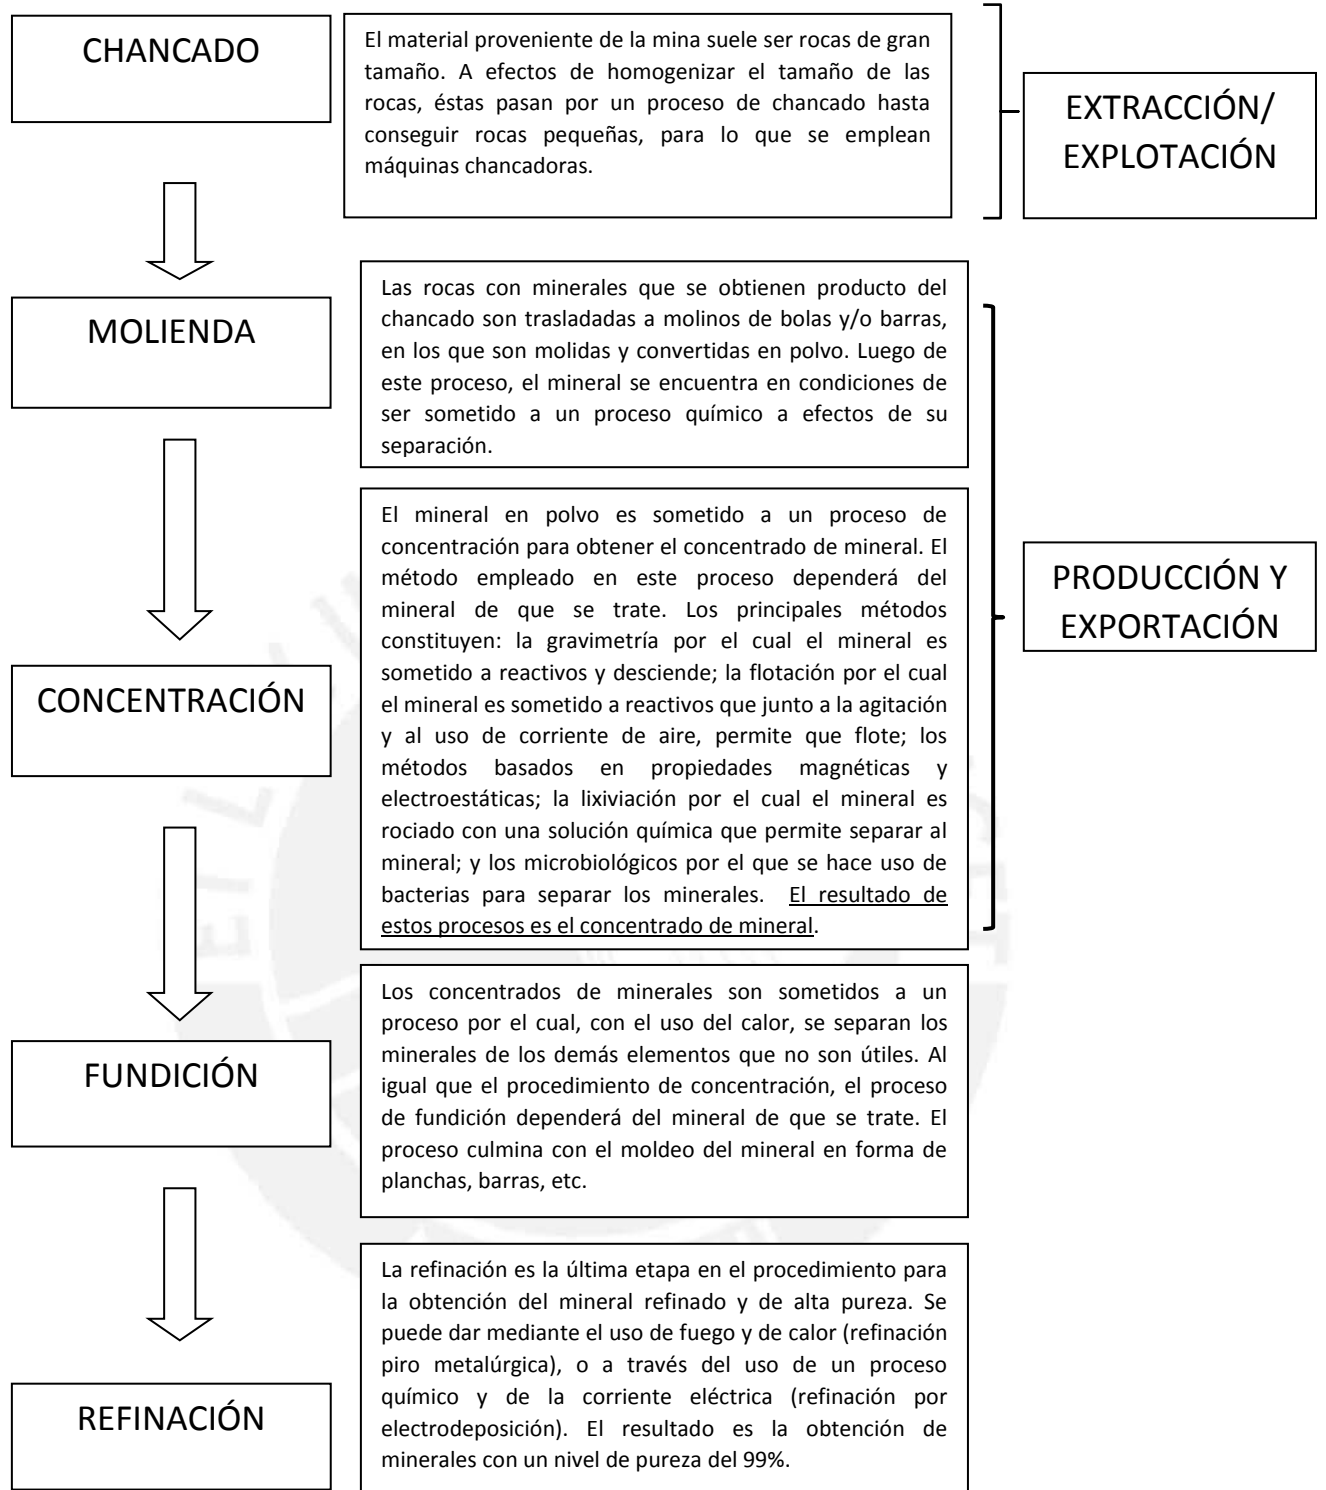 CHANCADO
El material proveniente de la mina suele ser rocas de gran
tamaño. A efectos de homogenizar el tamaño de las
rocas, éstas pasan por un proceso de chancado hasta
conseguir rocas pequeñas, para lo que se emplean
máquinas chancadoras.
EXTRACCIÓN/
EXPLOTACIÓN
MOLIENDA
Las rocas con minerales que se obtienen producto del
chancado son trasladadas a molinos de bolas y/o barras,
en los que son molidas y convertidas en polvo. Luego de
este proceso, el mineral se encuentra en condiciones de
ser sometido a un proceso químico a efectos de su
separación.
CONCENTRACIÓN
El mineral en polvo es sometido a un proceso de
concentración para obtener el concentrado de mineral. El
método empleado en este proceso dependerá del
mineral de que se trate. Los principales métodos
constituyen: la gravimetría por el cual el mineral es
sometido a reactivos y desciende; la flotación por el cual
el mineral es sometido a reactivos que junto a la agitación
y al uso de corriente de aire, permite que flote; los
métodos basados en propiedades magnéticas y
electroestáticas; la lixiviación por el cual el mineral es
rociado con una solución química que permite separar al
mineral; y los microbiológicos por el que se hace uso de
bacterias para separar los minerales. El resultado de
estos procesos es el concentrado de mineral.
PRODUCCIÓN Y
EXPORTACIÓN
FUNDICIÓN
Los concentrados de minerales son sometidos a un
proceso por el cual, con el uso del calor, se separan los
minerales de los demás elementos que no son útiles. Al
igual que el procedimiento de concentración, el proceso
de fundición dependerá del mineral de que se trate. El
proceso culmina con el moldeo del mineral en forma de
planchas, barras, etc.
REFINACIÓN
La refinación es la última etapa en el procedimiento para
la obtención del mineral refinado y de alta pureza. Se
puede dar mediante el uso de fuego y de calor (refinación
piro metalúrgica), o a través del uso de un proceso
químico y de la corriente eléctrica (refinación por
electrodeposición). El resultado es la obtención de
minerales con un nivel de pureza del 99%.